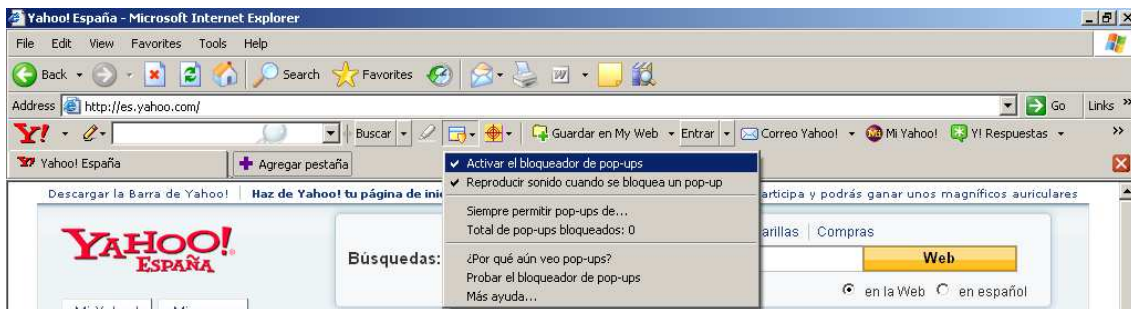 Yahoo! España - Microsoft Internet Explorer
File Edit View Favorites Tools Help
Back Search Favorites
Address http://es.yahoo.com/ Go Links »
Y! Buscar Guardar en My Web Entrar Correo Yahoo! Mi Yahoo! Y! Respuestas »
Yahoo! España Agregar pestaña
✓ Activar el bloqueador de pop-ups
✓ Reproducir sonido cuando se bloquea un pop-up
Siempre permitir pop-ups de...
Total de pop-ups bloqueados: 0
¿Por qué aún veo pop-ups?
Probar el bloqueador de pop-ups
Más ayuda...
Descargar la Barra de Yahoo! | Haz de Yahoo! tu página de articipa y podrás ganar unos magníficos auriculares
YAHOO! ESPAÑA
arillas | Compras
Búsquedas: Web
en la Web en español